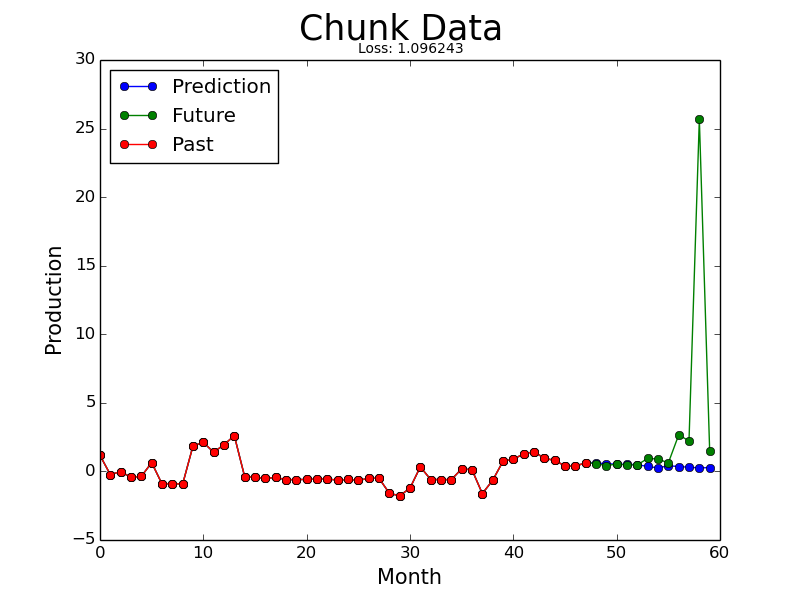 Chunk Data
Loss: 1.096243
Prediction
Future
Past
Production
30
25
20
15
10
5
0
−5
0 10 20 30 40 50 60
Month